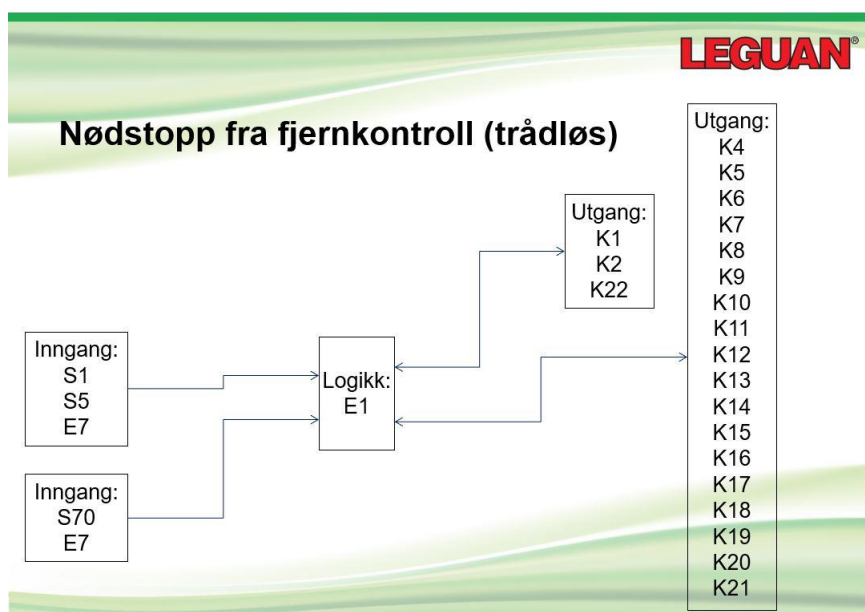 LEGUAN®
Nødstopp fra fjernkontroll (trådløs)
Inngang:
S1
S5
E7
Inngang:
S70
E7
Logikk:
E1
Utgang:
K1
K2
K22
Utgang:
K4
K5
K6
K7
K8
K9
K10
K11
K12
K13
K14
K15
K16
K17
K18
K19
K20
K21